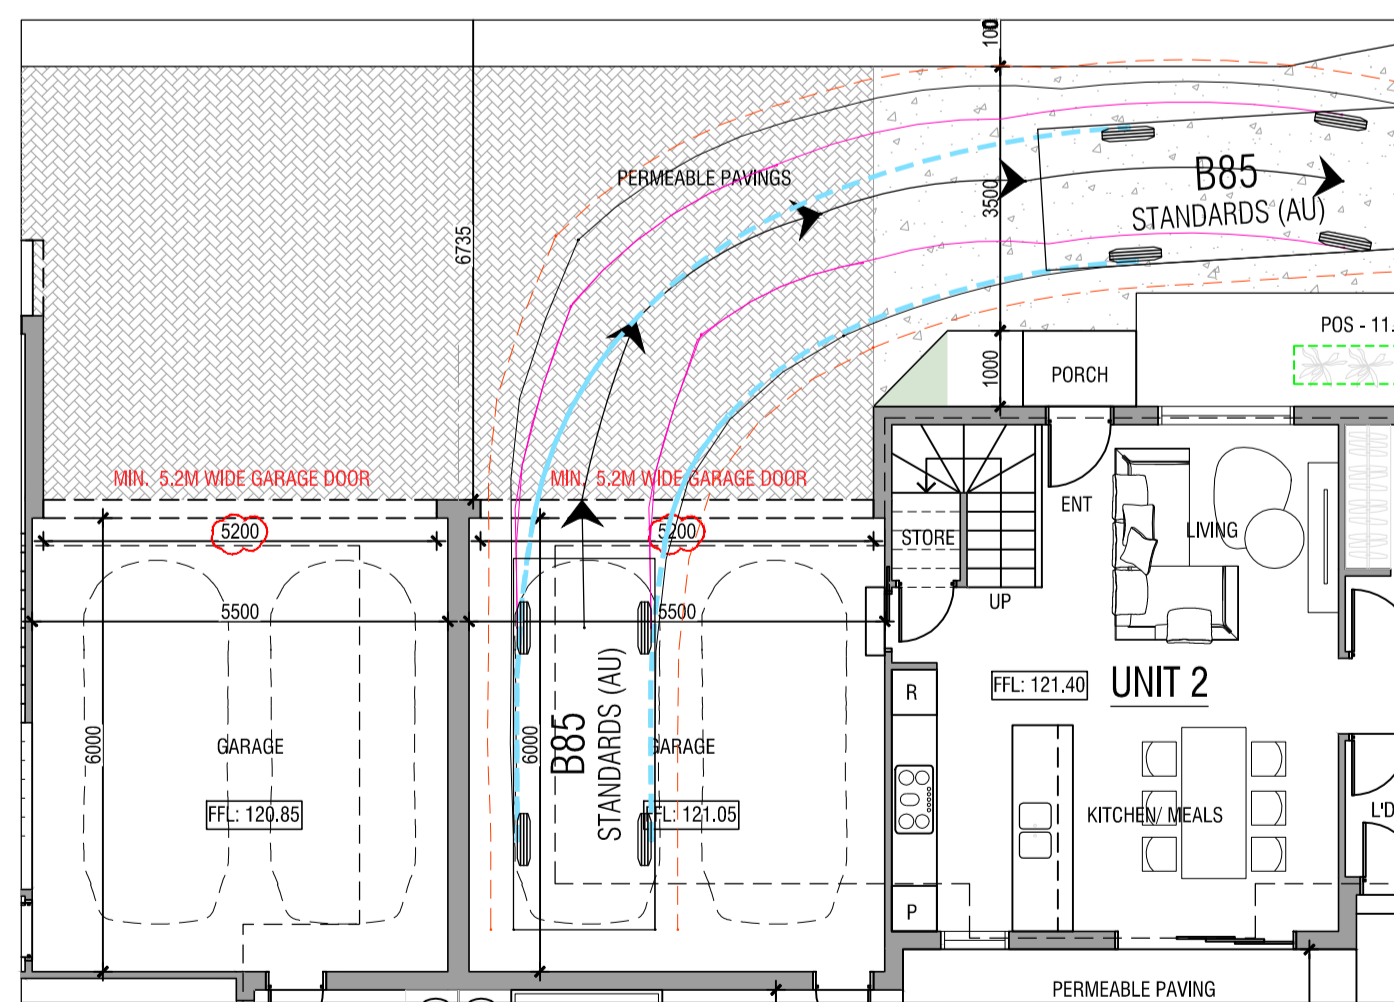 100
B85
STANDARDS (AU)
PERMEABLE PAVINGS
3500
6735
POS - 11.
1000
PORCH
MIN. 5.2M WIDE GARAGE DOOR
MIN. 5.2M WIDE GARAGE DOOR
5200
5200
ENT
LIVING
STORE
UP
5500
5500
FFL: 121.40
UNIT 2
R
6000
GARAGE
6000
B85
STANDARDS (AU)
GARAGE
FFL: 120.85
FFL: 121.05
KITCHEN/ MEALS
L'D
P
PERMEABLE PAVING